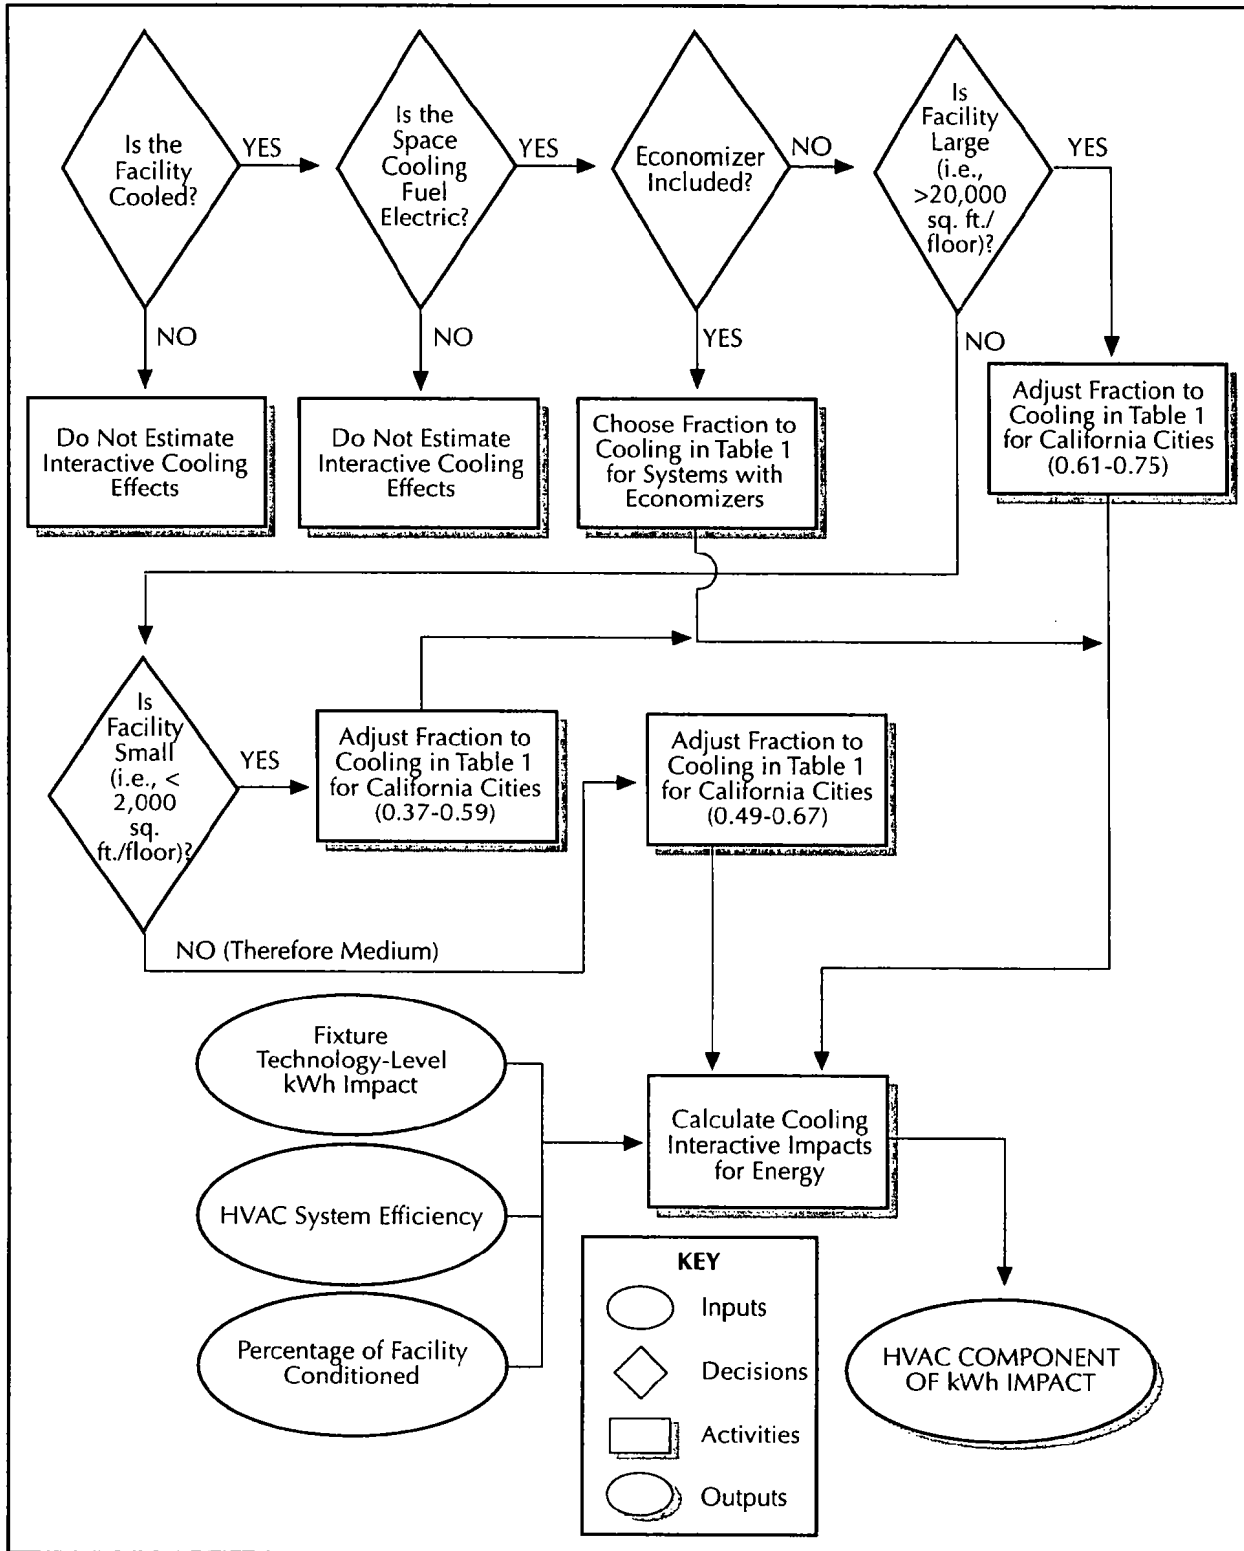 Is the
Facility
Cooled?
YES
NO
Is the
Space
Cooling
Fuel
Electric?
YES
NO
Economizer
Included?
NO
YES
Is
Facility
Large
(i.e.,
>20,000
sq. ft./
floor)?
YES
NO
Do Not Estimate
Interactive Cooling
Effects
Do Not Estimate
Interactive Cooling
Effects
Choose Fraction to
Cooling in Table 1
for Systems with
Economizers
Adjust Fraction to
Cooling in Table 1
for California Cities
(0.61-0.75)
Is
Facility
Small
(i.e., <
2,000
sq.
ft./floor)?
YES
NO (Therefore Medium)
Adjust Fraction to
Cooling in Table 1
for California Cities
(0.37-0.59)
Adjust Fraction to
Cooling in Table 1
for California Cities
(0.49-0.67)
Fixture
Technology-Level
kWh Impact
HVAC System Efficiency
Percentage of Facility
Conditioned
Calculate Cooling
Interactive Impacts
for Energy
KEY
Inputs
Decisions
Activities
Outputs
HVAC COMPONENT
OF kWh IMPACT